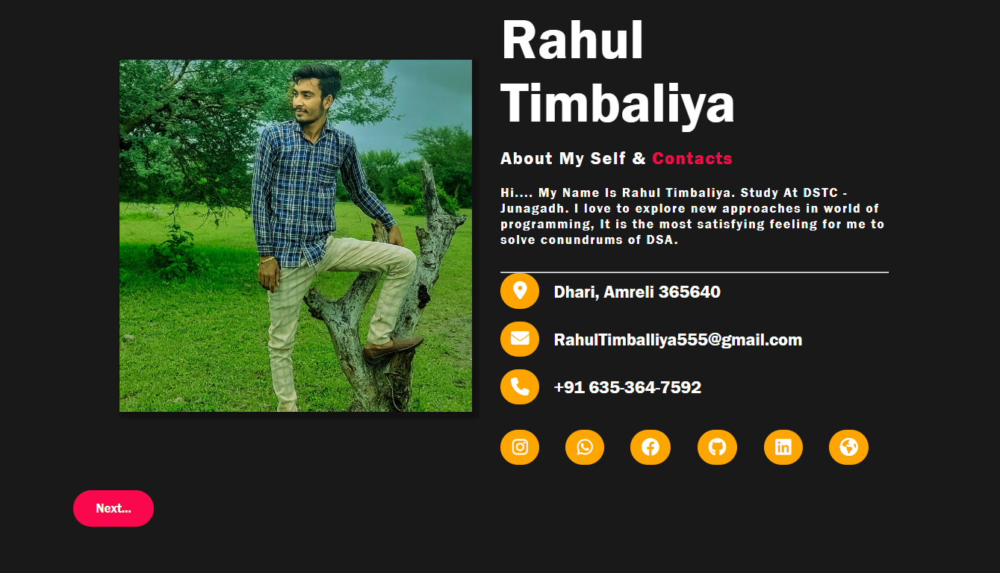 Rahul
Timbaliya
About My Self & Contacts
Hi.... My Name Is Rahul Timbaliya. Study At DSTC -
Junagadh. I love to explore new approaches in world of
programming, It is the most satisfying feeling for me to
solve conundrums of DSA.
Dhari, Amreli 365640
RahulTimballiya555@gmail.com
+91 635-364-7592
in
Next...